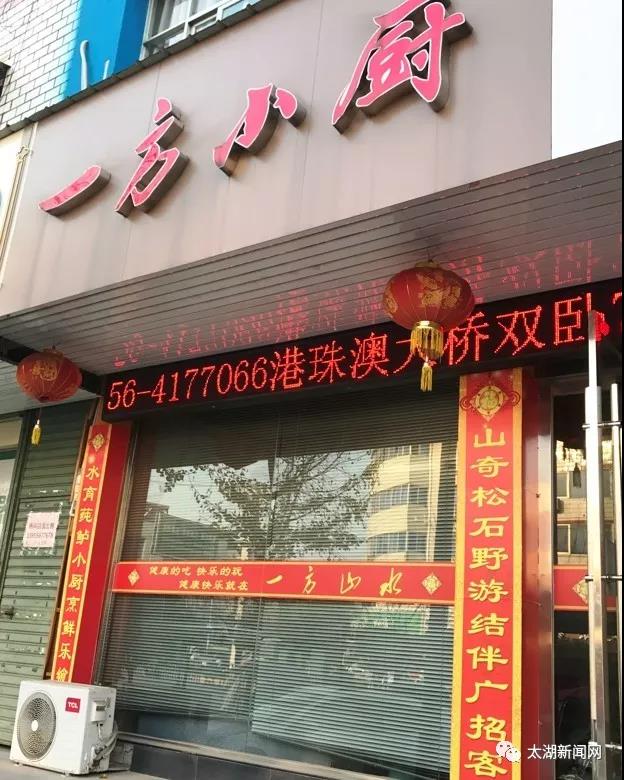 一方小厨
56-4177066港珠澳大桥双卧
水育莼鲈小厨烹鲜乐
山奇松石野游结伴广招客
健康的吃 快乐的玩
健康快乐就在
一方山水
TCL
太湖新闻网